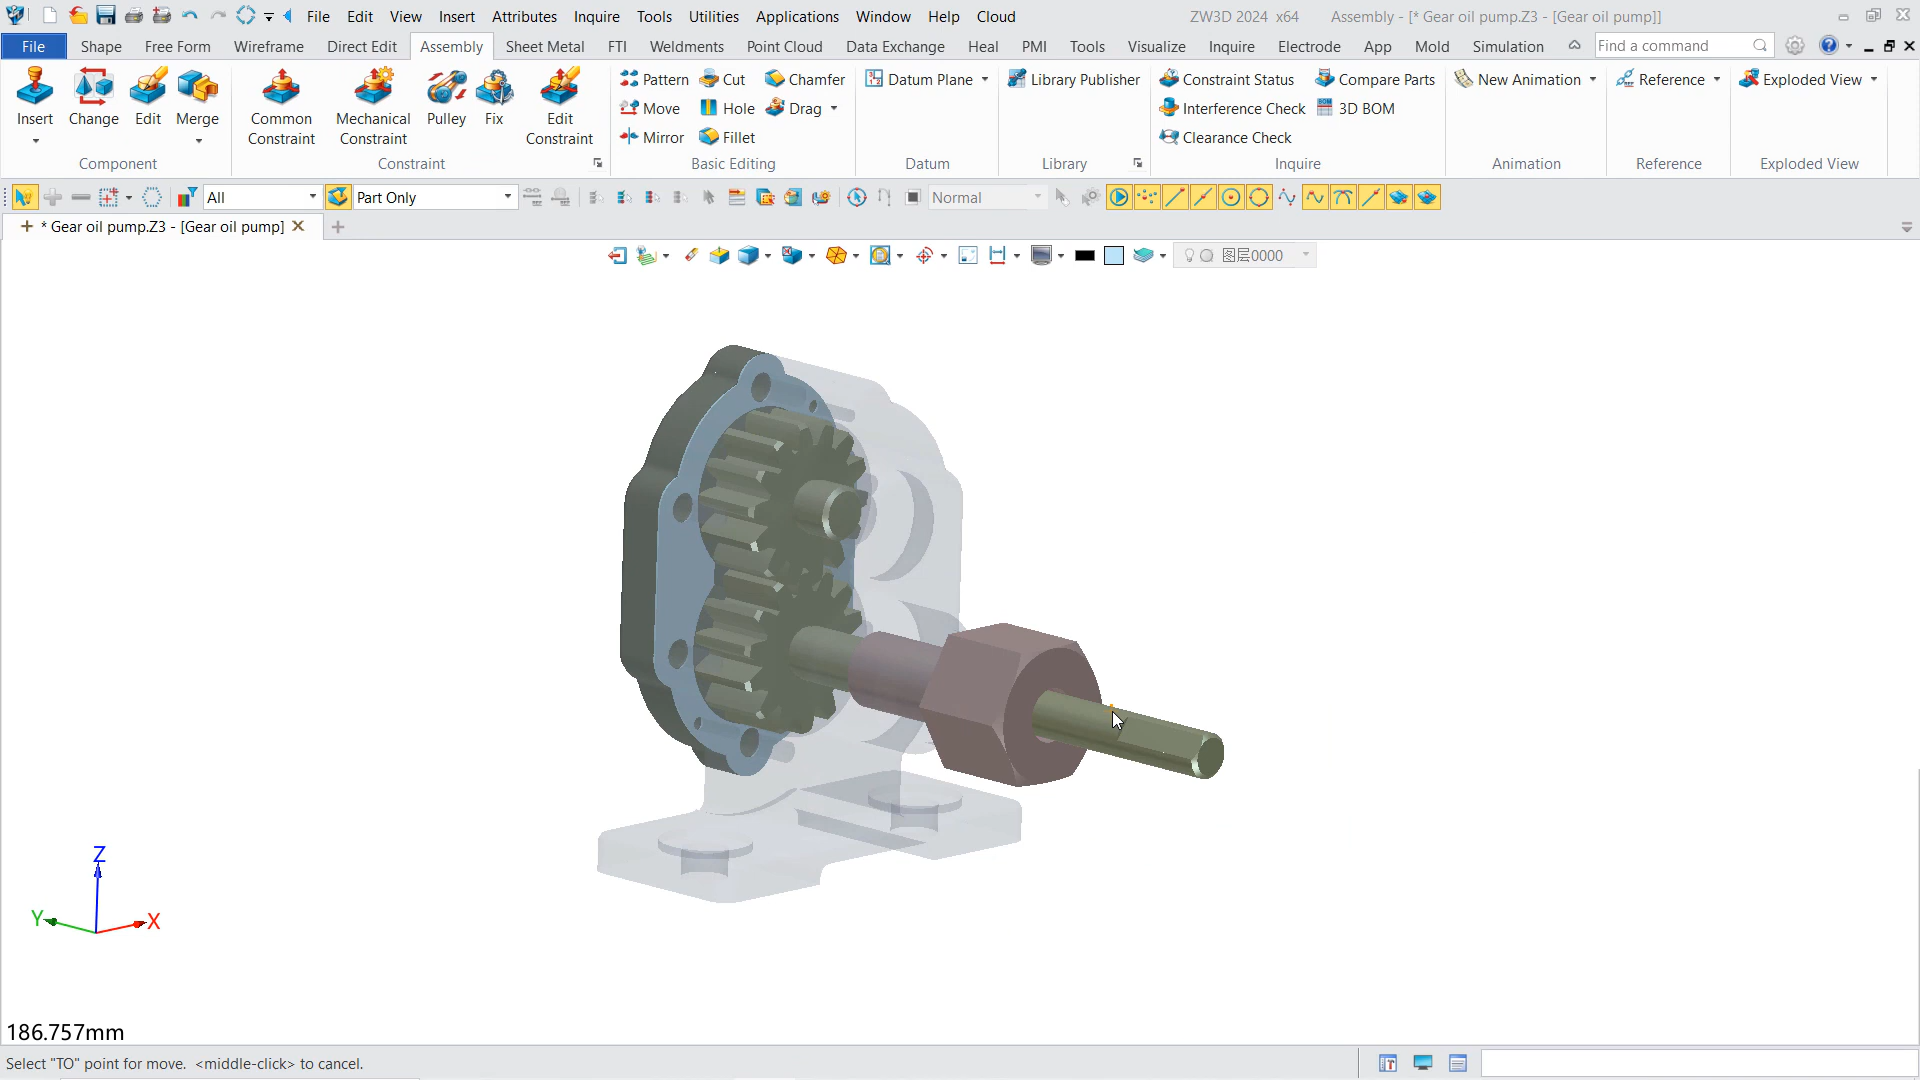 File Edit View Insert Attributes Inquire Tools Utilities Applications Window Help Cloud ZW3D 2024 x64 Assembly - [* Gear oil pump.Z3 - [Gear oil pump]]
File Shape Free Form Wireframe Direct Edit Assembly Sheet Metal FTI Weldments Point Cloud Data Exchange Heal PMI Tools Visualize Inquire Electrode App Mold Simulation Find a command
Insert Change Edit Merge Common Constraint Mechanical Constraint Pulley Fix Edit Constraint
Pattern Cut Chamfer Datum Plane Library Publisher Constraint Status Compare Parts New Animation Reference Exploded View
Move Hole Drag Interference Check 3D BOM
Mirror Fillet Clearance Check
Component Constraint Basic Editing Datum Library Inquire Animation Reference Exploded View
All Part Only Normal
* Gear oil pump.Z3 - [Gear oil pump]
图层0000
Z
Y X
186.757mm
Select "TO" point for move. <middle-click> to cancel.